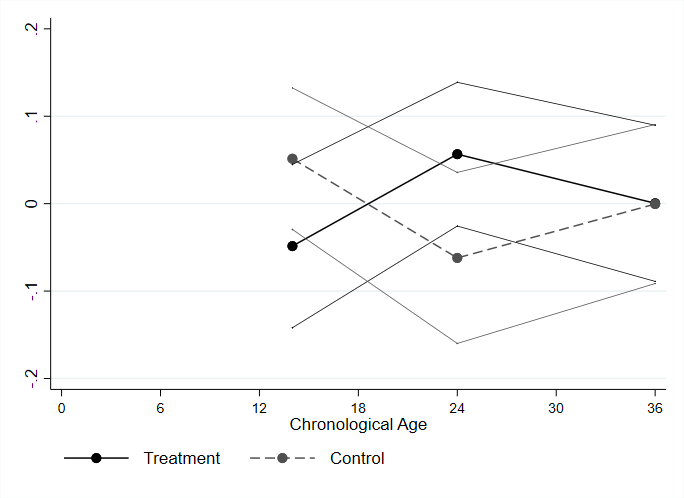 .2
.1
0
-.1
-.2
0 6 12 18 24 30 36
Chronological Age
Treatment Control